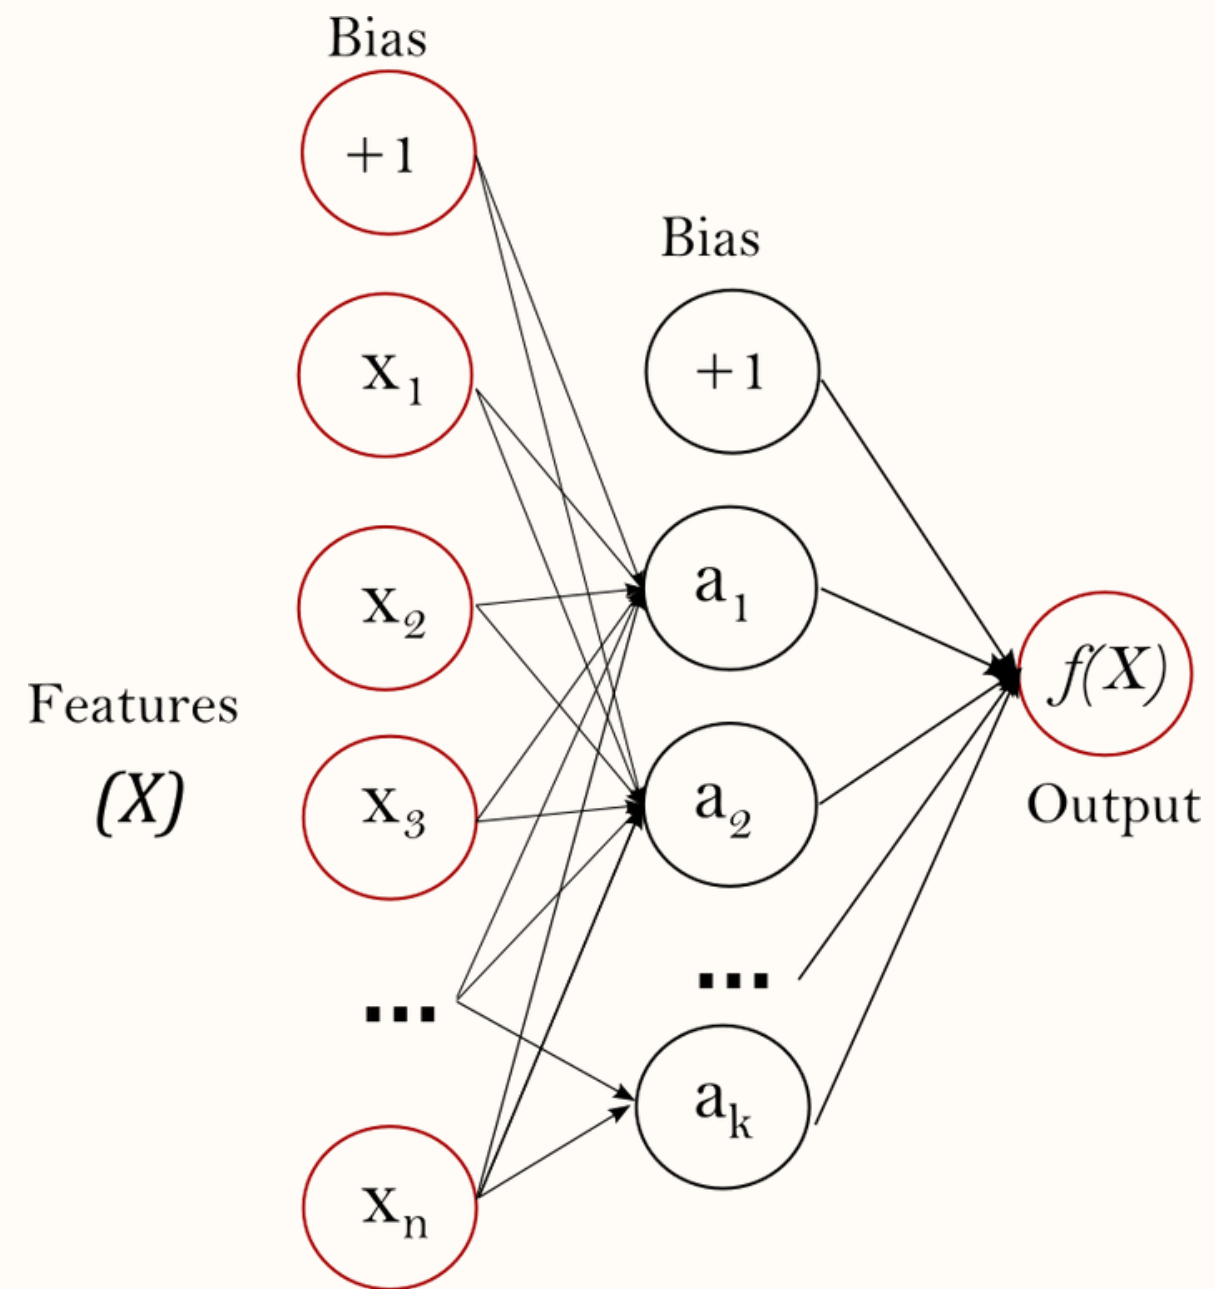 Bias
+1
x₁
x₂
Features
(X)
x₃
...
xₙ
Bias
+1
a₁
a₂
...
aₖ
f(X)
Output